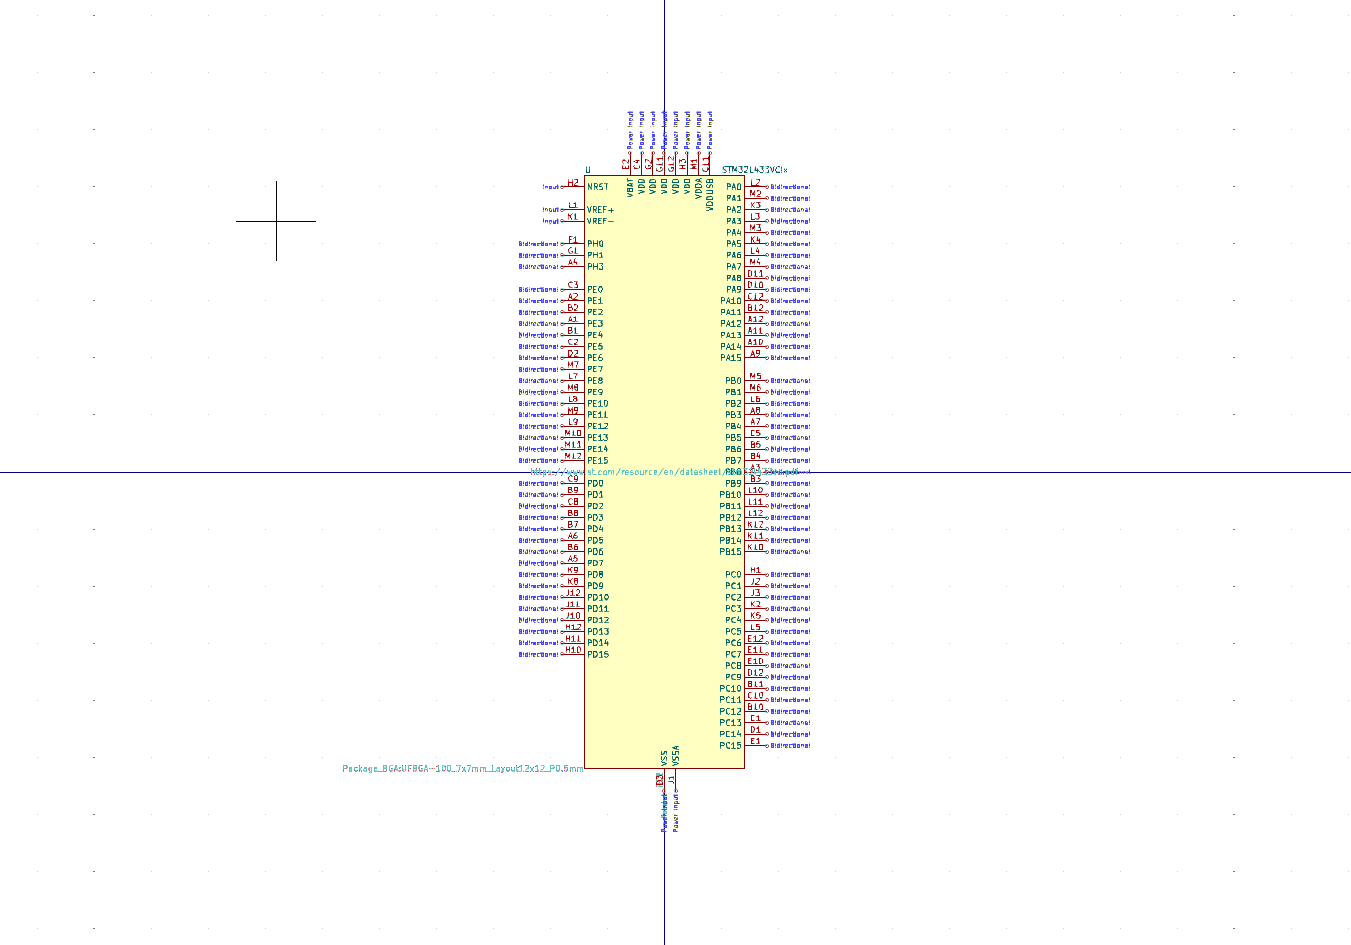 Power Input Power Input Power Input Power Input Power Input Power Input Power Input Power Input
E2 C4 G2 G11 G12 H3 M1 C11
U STM32L433VCIx
VBAT VDD VDD VDD VDD VDD VDDA VDDUSB
Input H2 NRST PA0 L2 Bidirectional
PA1 M2 Bidirectional
Input L1 VREF+ PA2 K3 Bidirectional
Input K1 VREF- PA3 L3 Bidirectional
PA4 M3 Bidirectional
Bidirectional F1 PH0 PA5 K4 Bidirectional
Bidirectional G1 PH1 PA6 L4 Bidirectional
Bidirectional A4 PH3 PA7 M4 Bidirectional
PA8 D11 Bidirectional
Bidirectional C3 PE0 PA9 D10 Bidirectional
Bidirectional A2 PE1 PA10 C12 Bidirectional
Bidirectional B2 PE2 PA11 B12 Bidirectional
Bidirectional A1 PE3 PA12 A12 Bidirectional
Bidirectional B1 PE4 PA13 A11 Bidirectional
Bidirectional C2 PE5 PA14 A10 Bidirectional
Bidirectional D2 PE6 PA15 A9 Bidirectional
Bidirectional M7 PE7
Bidirectional L7 PE8 PB0 M5 Bidirectional
Bidirectional M8 PE9 PB1 M6 Bidirectional
Bidirectional L8 PE10 PB2 L6 Bidirectional
Bidirectional M9 PE11 PB3 A8 Bidirectional
Bidirectional L9 PE12 PB4 A7 Bidirectional
Bidirectional M10 PE13 PB5 C5 Bidirectional
Bidirectional M11 PE14 PB6 B5 Bidirectional
Bidirectional M12 PE15 PB7 B4 Bidirectional
https://www.st.com/resource/en/datasheet/ PB8 A3
Bidirectional C9 PD0 PB9 B3 Bidirectional
Bidirectional B9 PD1 PB10 L10 Bidirectional
Bidirectional C8 PD2 PB11 L11 Bidirectional
Bidirectional B8 PD3 PB12 L12 Bidirectional
Bidirectional B7 PD4 PB13 K12 Bidirectional
Bidirectional A6 PD5 PB14 K11 Bidirectional
Bidirectional B6 PD6 PB15 K10 Bidirectional
Bidirectional A5 PD7
Bidirectional K9 PD8 PC0 H1 Bidirectional
Bidirectional K8 PD9 PC1 J2 Bidirectional
Bidirectional J12 PD10 PC2 J3 Bidirectional
Bidirectional J11 PD11 PC3 K2 Bidirectional
Bidirectional J10 PD12 PC4 K5 Bidirectional
Bidirectional H12 PD13 PC5 L5 Bidirectional
Bidirectional H11 PD14 PC6 E12 Bidirectional
Bidirectional H10 PD15 PC7 E11 Bidirectional
PC8 E10 Bidirectional
PC9 D12 Bidirectional
PC10 B11 Bidirectional
PC11 C10 Bidirectional
PC12 B10 Bidirectional
PC13 E1 Bidirectional
PE14 D1 Bidirectional
PC15 E1 Bidirectional
VSS VSSA
Package_BGA:UFBGA-100_7x7mm_Layout12x12_P0.5mm
J1
Power Input Power Input